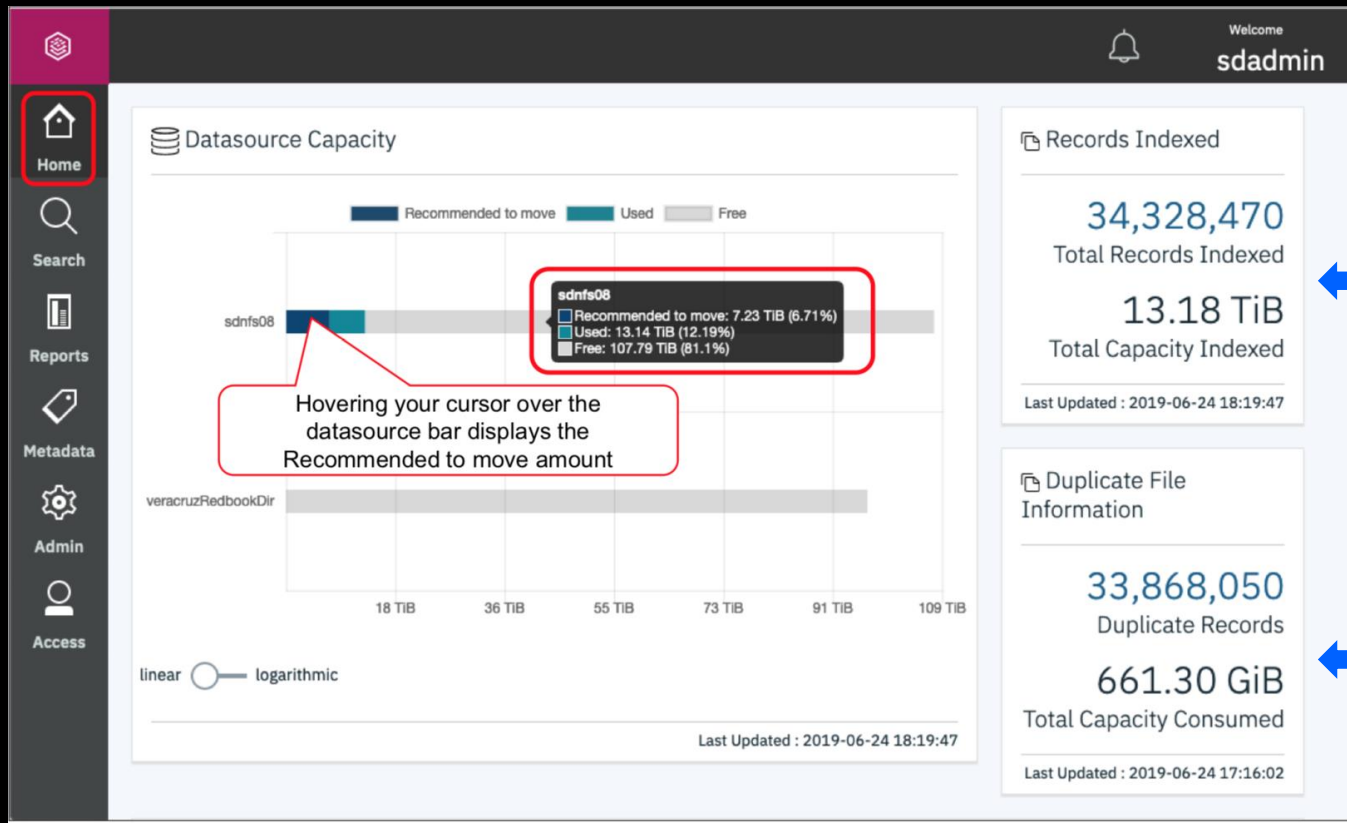 Welcome
sdadmin
Home
Search
Reports
Metadata
Admin
Access
Datasource Capacity
Recommended to move
Used
Free
sdnfs08
sdnfs08
Recommended to move: 7.23 TiB (6.71%)
Used: 13.14 TiB (12.19%)
Free: 107.79 TiB (81.1%)
Hovering your cursor over the
datasource bar displays the
Recommended to move amount
veracruzRedbookDir
18 TiB
36 TiB
55 TiB
73 TiB
91 TiB
109 TiB
linear
logarithmic
Last Updated : 2019-06-24 18:19:47
Records Indexed
34,328,470
Total Records Indexed
13.18 TiB
Total Capacity Indexed
Last Updated : 2019-06-24 18:19:47
Duplicate File
Information
33,868,050
Duplicate Records
661.30 GiB
Total Capacity Consumed
Last Updated : 2019-06-24 17:16:02